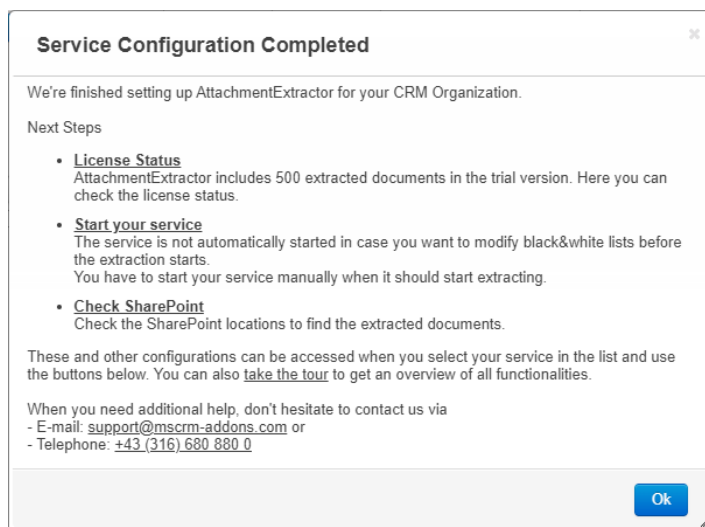 Service Configuration Completed
×
We're finished setting up AttachmentExtractor for your CRM Organization.
Next Steps
• License Status
AttachmentExtractor includes 500 extracted documents in the trial version. Here you can
check the license status.
• Start your service
The service is not automatically started in case you want to modify black&white lists before
the extraction starts.
You have to start your service manually when it should start extracting.
• Check SharePoint
Check the SharePoint locations to find the extracted documents.
These and other configurations can be accessed when you select your service in the list and use
the buttons below. You can also take the tour to get an overview of all functionalities.
When you need additional help, don't hesitate to contact us via
- E-mail: support@mscrm-addons.com or
- Telephone: +43 (316) 680 880 0
Ok